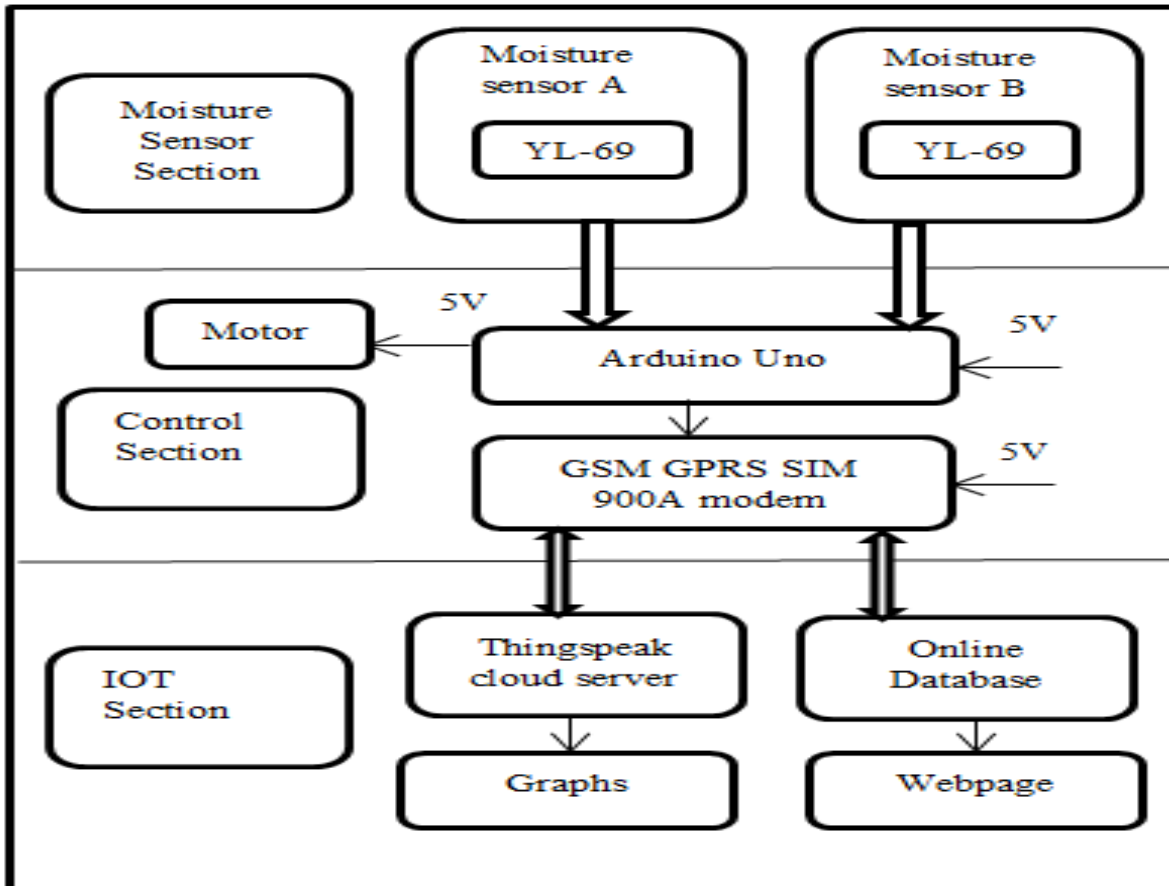 Moisture
Sensor
Section
Moisture
sensor A
YL-69
Moisture
sensor B
YL-69
Motor
5V
Arduino Uno
5V
Control
Section
GSM GPRS SIM
900A modem
5V
IOT
Section
Thingspeak
cloud server
Online
Database
Graphs
Webpage